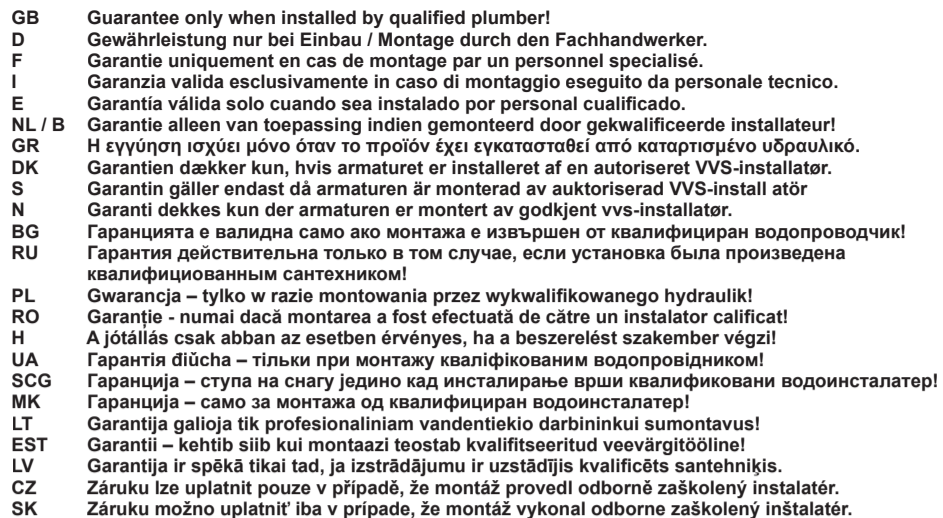 GB Guarantee only when installed by qualified plumber!
D Gewährleistung nur bei Einbau / Montage durch den Fachhandwerker.
F Garantie uniquement en cas de montage par un personnel specialisé.
I Garanzia valida esclusivamente in caso di montaggio eseguito da personale tecnico.
E Garantía válida solo cuando sea instalado por personal cualificado.
NL / B Garantie alleen van toepassing indien gemonteerd door gekwalificeerde installateur!
GR Η εγγύηση ισχύει μόνο όταν το προϊόν έχει εγκατασταθεί από καταρτισμένο υδραυλικό.
DK Garantien dækker kun, hvis armaturet er installeret af en autoriseret VVS-installatør.
S Garantin gäller endast då armaturen är monterad av auktoriserad VVS-install atör
N Garanti dekkes kun der armaturen er montert av godkjent vvs-installatør.
BG Гаранцията е валидна само ако монтажа е извършен от квалифициран водопроводчик!
RU Гарантия действительна только в том случае, если установка была произведена
квалифициованным сантехником!
PL Gwarancja – tylko w razie montowania przez wykwalifikowanego hydraulik!
RO Garanție - numai dacă montarea a fost efectuată de către un instalator calificat!
H A jótállás csak abban az esetben érvényes, ha a beszerelést szakember végzi!
UA Гарантія điůcha – тільки при монтажу кваліфікованим водопровідником!
SCG Гаранција – ступа на снагу једино кад инсталирање врши квалификовани водоинсталатер!
MK Гаранција – само за монтажа од квалифициран водоинсталатер!
LT Garantija galioja tik profesionaliniam vandentiekio darbininkui sumontavus!
EST Garantii – kehtib siib kui montaazi teostab kvalifitseeritud veevärgitööline!
LV Garantija ir spēkā tikai tad, ja izstrādājumu ir uzstādījis kvalificēts santehniķis.
CZ Záruku lze uplatnit pouze v případě, že montáž provedl odborně zaškolený instalatér.
SK Záruku možno uplatniť iba v prípade, že montáž vykonal odborne zaškolený inštalatér.